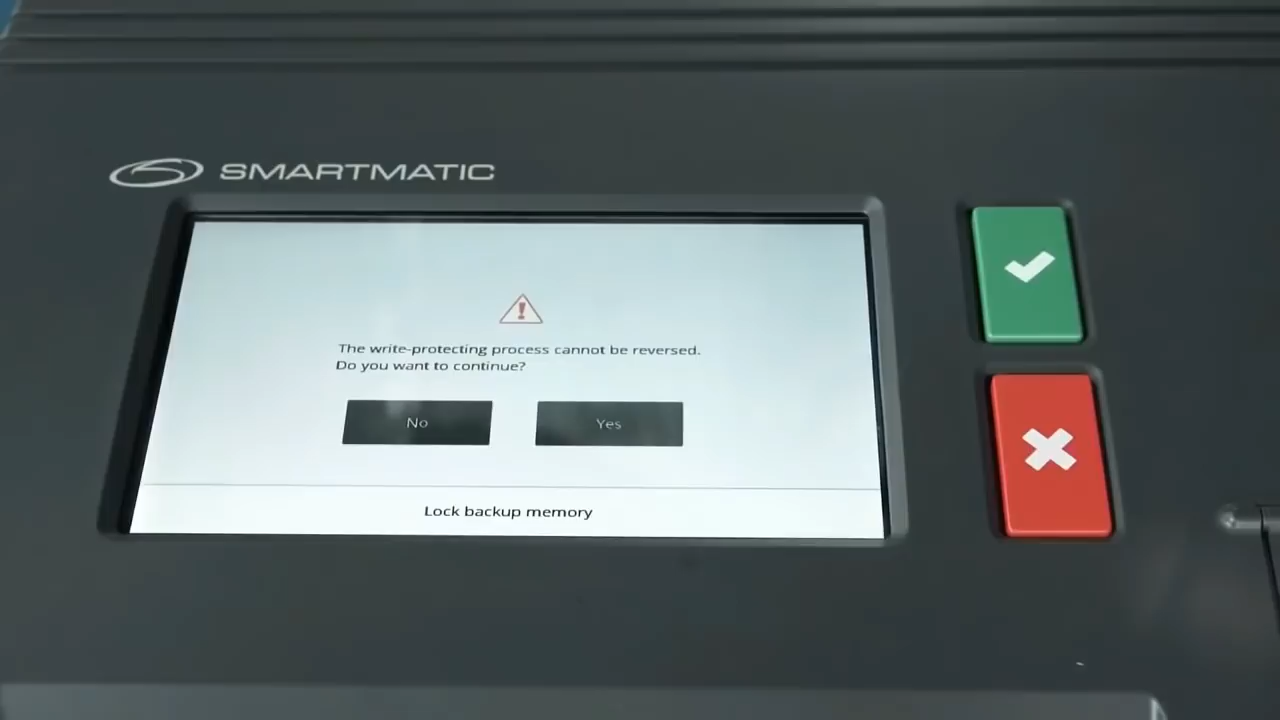 SMARTMATIC
The write-protecting process cannot be reversed.
Do you want to continue?
No
Yes
Lock backup memory